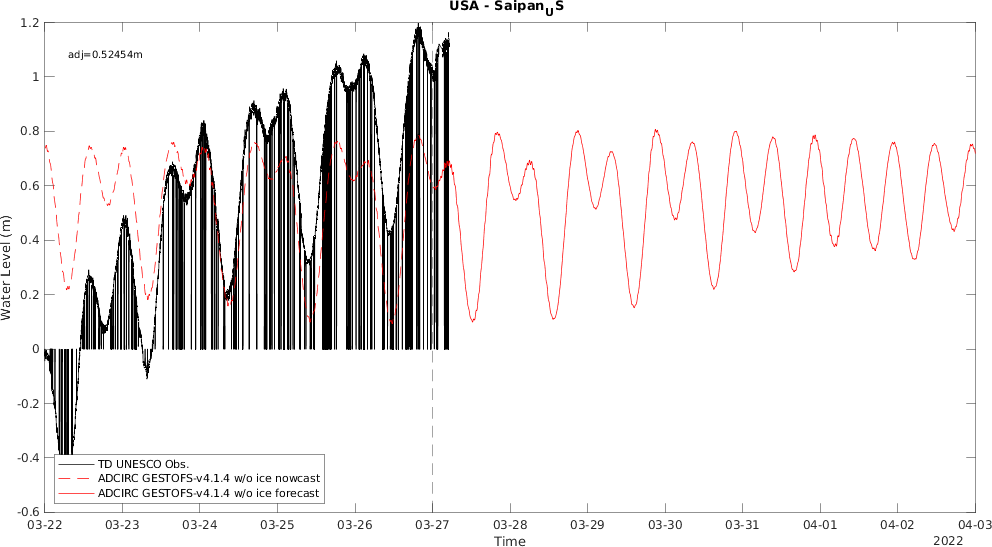 USA - Saipan_US
adj=0.52454m
Water Level (m)
1.2
1
0.8
0.6
0.4
0.2
0
-0.2
-0.4
-0.6
TD UNESCO Obs.
ADCIRC GESTOFS-v4.1.4 w/o ice nowcast
ADCIRC GESTOFS-v4.1.4 w/o ice forecast
03-22 03-23 03-24 03-25 03-26 03-27 03-28 03-29 03-30 03-31 04-01 04-02 04-03
Time
2022